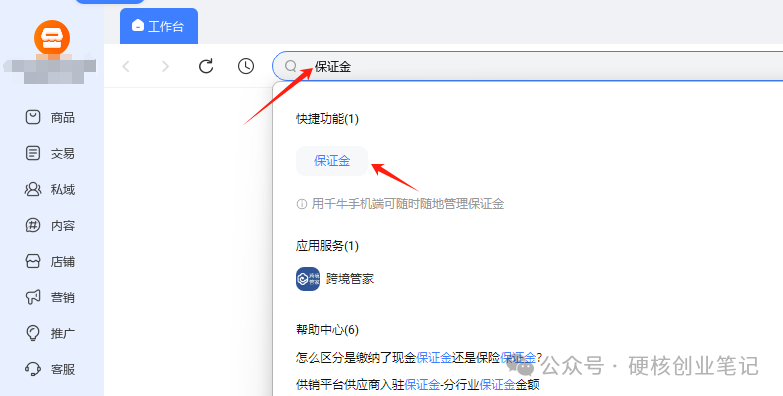 工作台
保证金
商品
交易
私域
内容
店铺
营销
推广
客服
快捷功能(1)
保证金
用千牛手机端可随时随地管理保证金
应用服务(1)
跨境管家
跨境管家
帮助中心(6)
怎么区分是缴纳了现金保证金还是保险保证金?
供销平台供应商入驻保证金-分行业保证金金额
公众号 · 硬核创业笔记